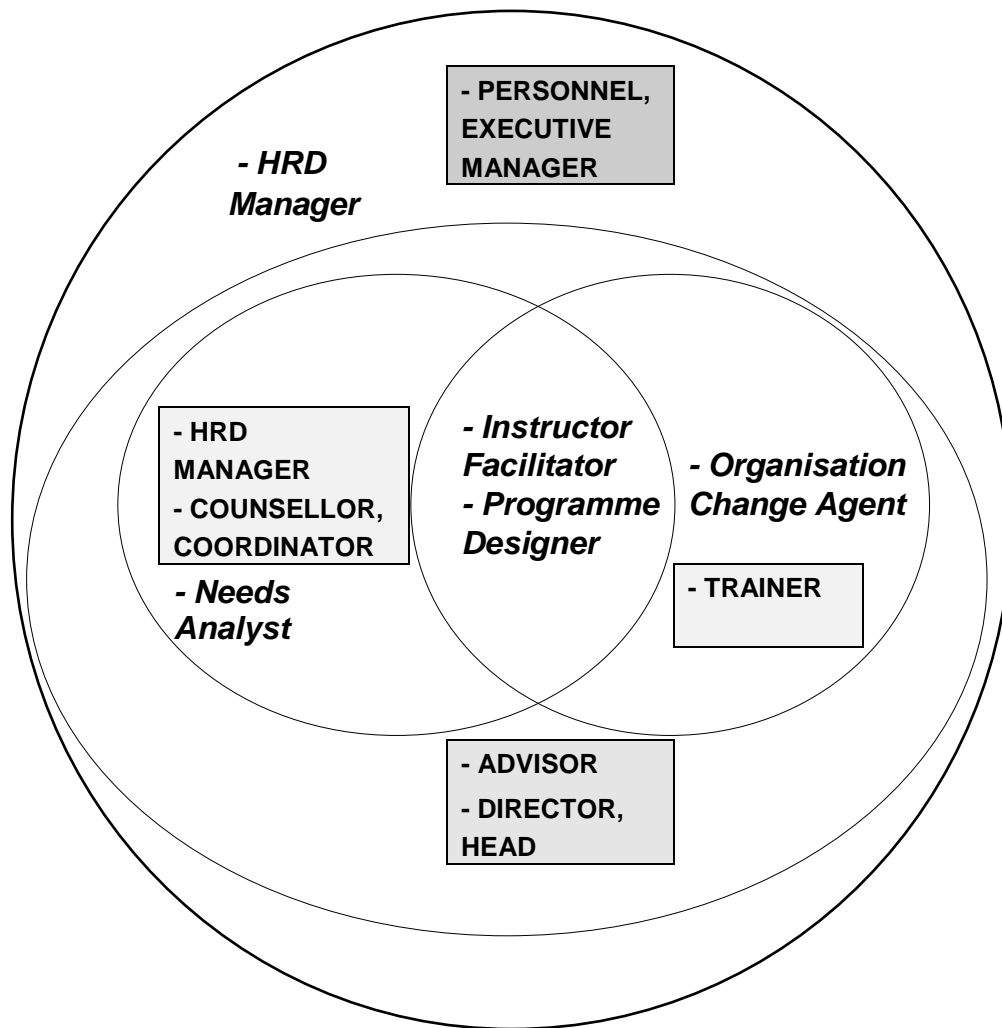 - PERSONNEL,
EXECUTIVE
MANAGER
- HRD
Manager
- HRD
MANAGER
- COUNSELLOR,
COORDINATOR
- Needs
Analyst
- Instructor
Facilitator
- Programme
Designer
- Organisation
Change Agent
- TRAINER
- ADVISOR
- DIRECTOR,
HEAD